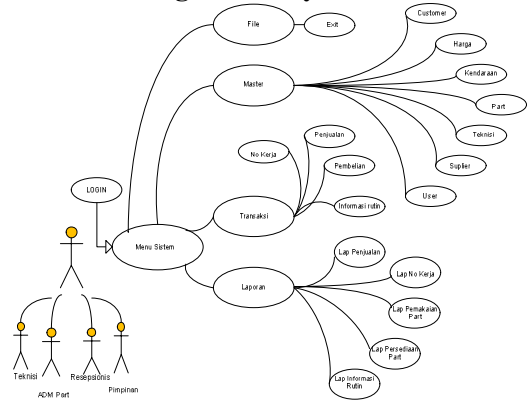 File
Exit
Customer
Harga
Kendaraan
Part
Teknisi
Suplier
User
Master
No Kerja
Penjualan
Pembelian
Informasi rutin
Transaksi
LOGIN
Menu Sistem
Laporan
Lap Penjualan
Lap No Kerja
Lap Pemakaian
Part
Lap Persediaan
Part
Lap Informasi
Rutin
Teknisi
ADM Part
Resepsionis
Pimpinan